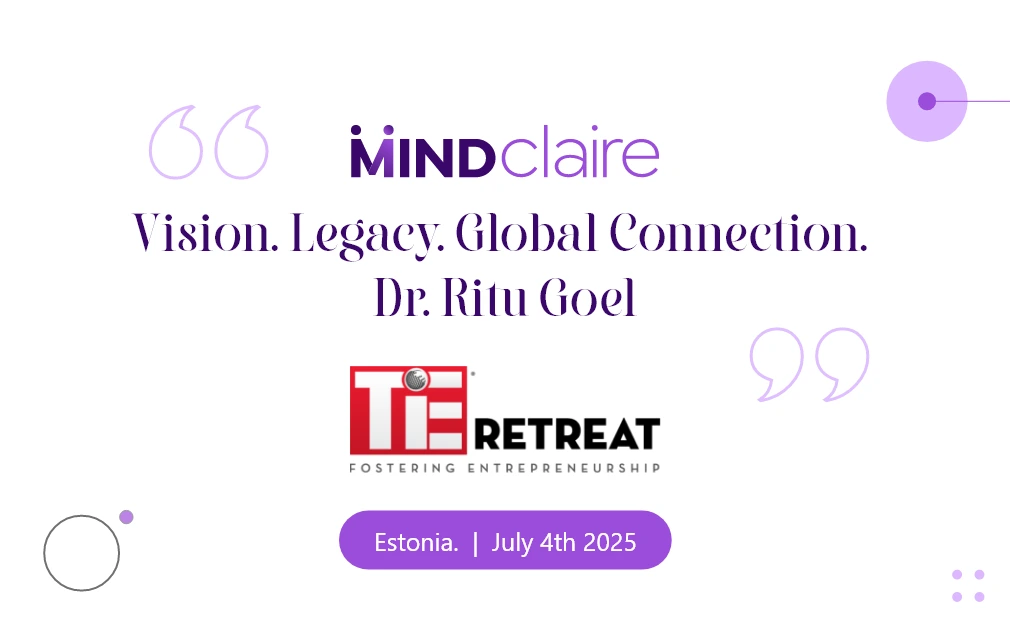 MINDclaire
Vision. Legacy. Global Connection.
Dr. Ritu Goel
TiE RETREAT
FOSTERING ENTREPRENEURSHIP
Estonia. | July 4th 2025